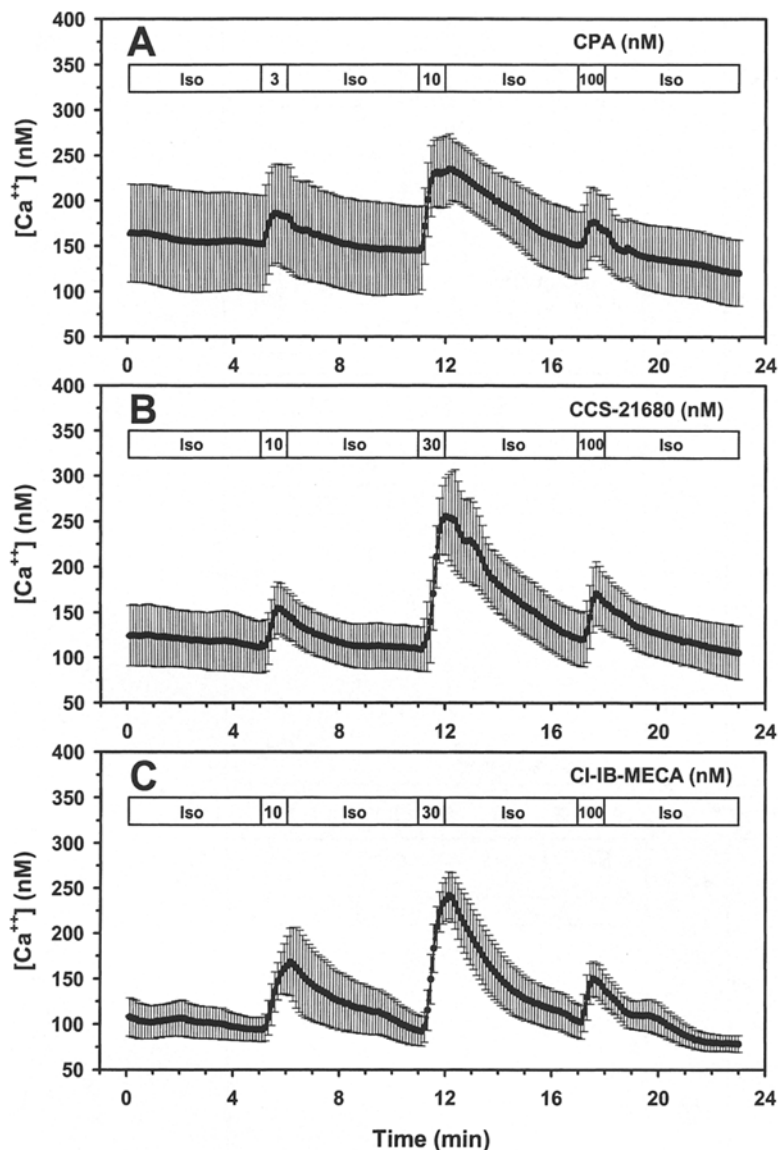 A
CPA (nM)
Iso 3 Iso 10 Iso 100 Iso
[Ca++] (nM)
400
350
300
250
200
150
100
50
0 4 8 12 16 20 24
B
CCS-21680 (nM)
Iso 10 Iso 30 Iso 100 Iso
[Ca++] (nM)
400
350
300
250
200
150
100
50
0 4 8 12 16 20 24
C
Cl-IB-MECA (nM)
Iso 10 Iso 30 Iso 100 Iso
[Ca++] (nM)
400
350
300
250
200
150
100
50
0 4 8 12 16 20 24
Time (min)